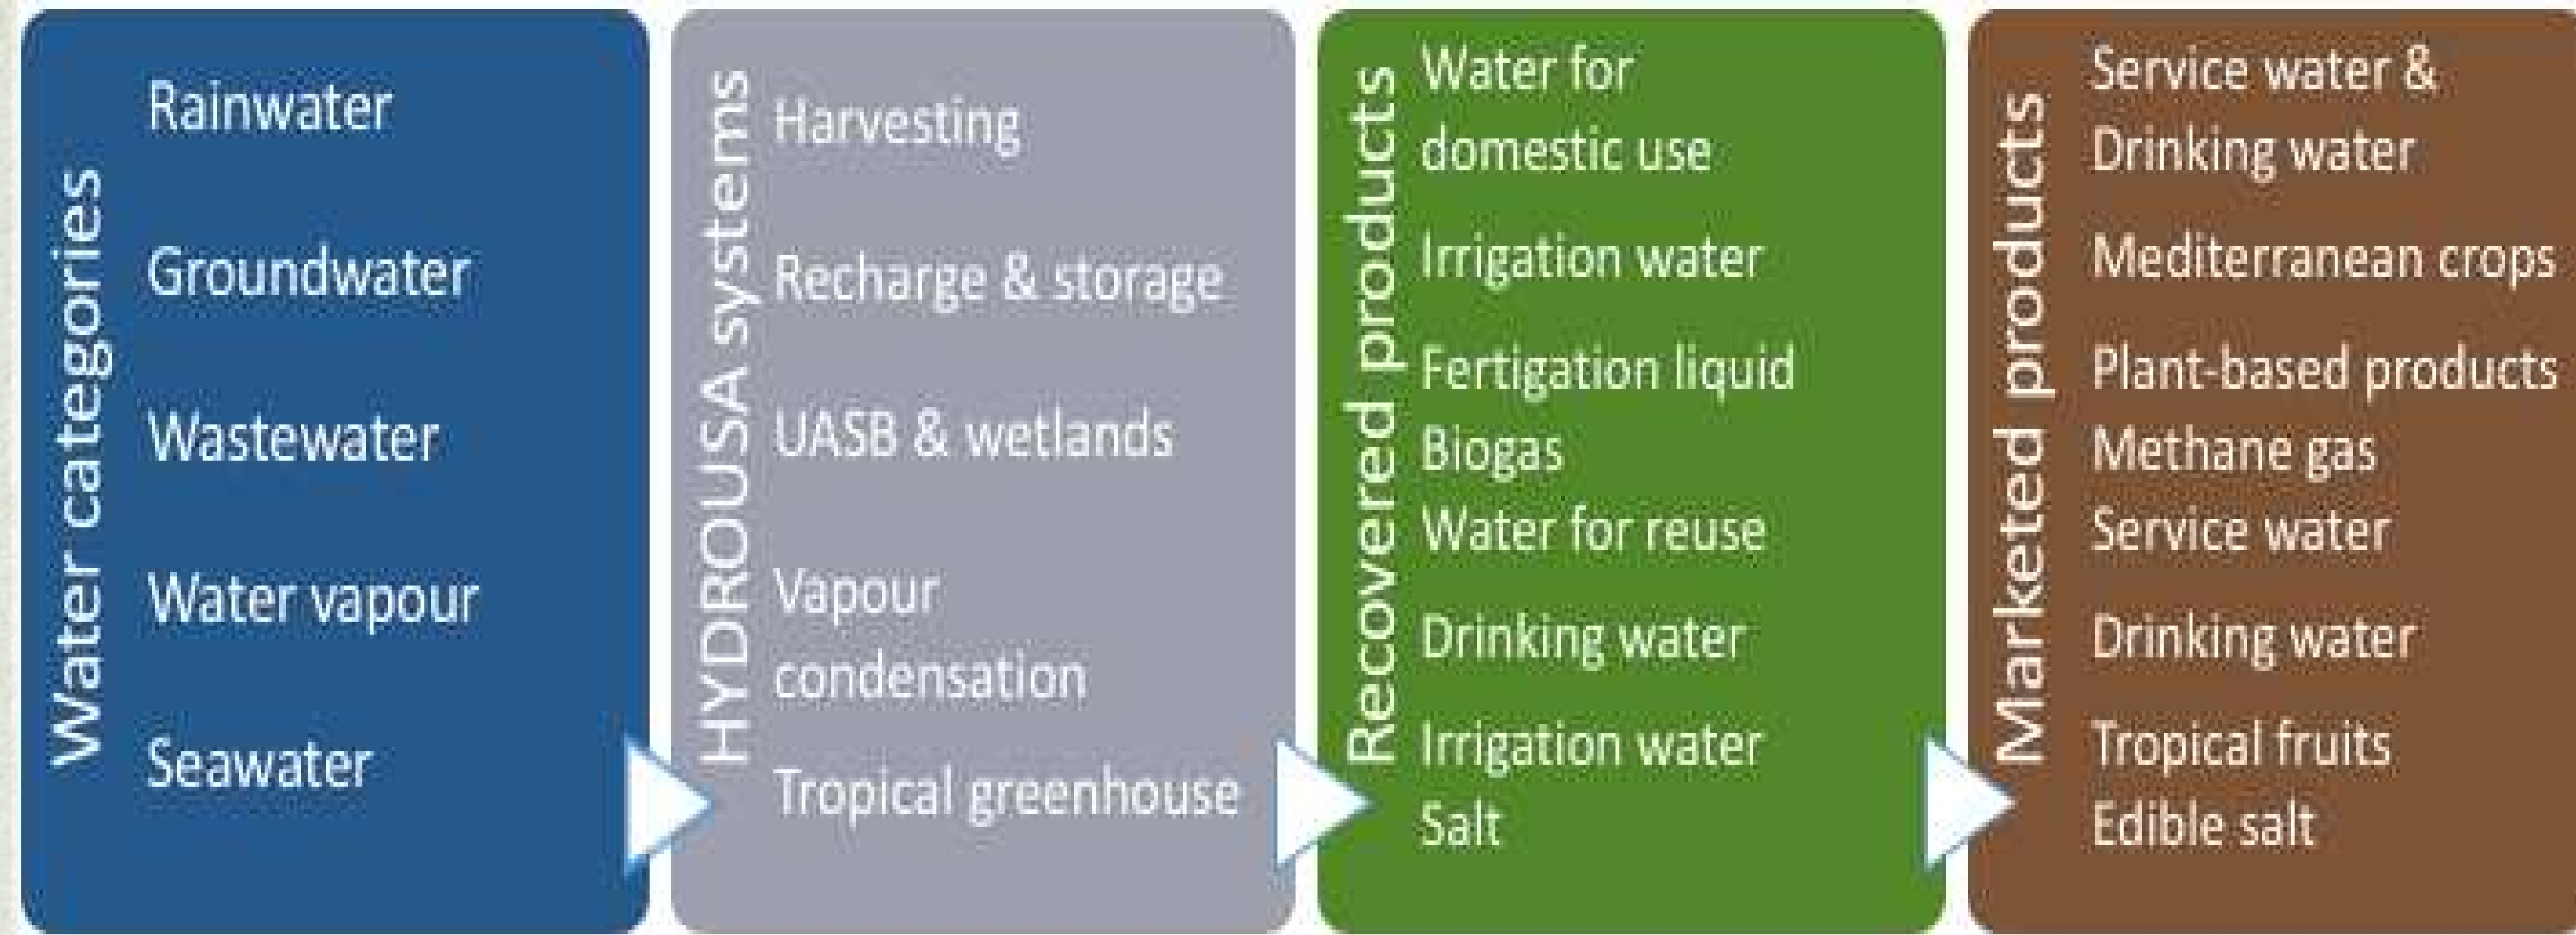 Water categories
Rainwater
Groundwater
Wastewater
Water vapour
Seawater
HYDROUSA systems
Harvesting
Recharge & storage
UASB & wetlands
Vapour
condensation
Tropical greenhouse
Recovered products
Water for
domestic use
Irrigation water
Fertigation liquid
Biogas
Water for reuse
Drinking water
Irrigation water
Salt
Marketed products
Service water &
Drinking water
Mediterranean crops
Plant-based products
Methane gas
Service water
Drinking water
Tropical fruits
Edible salt